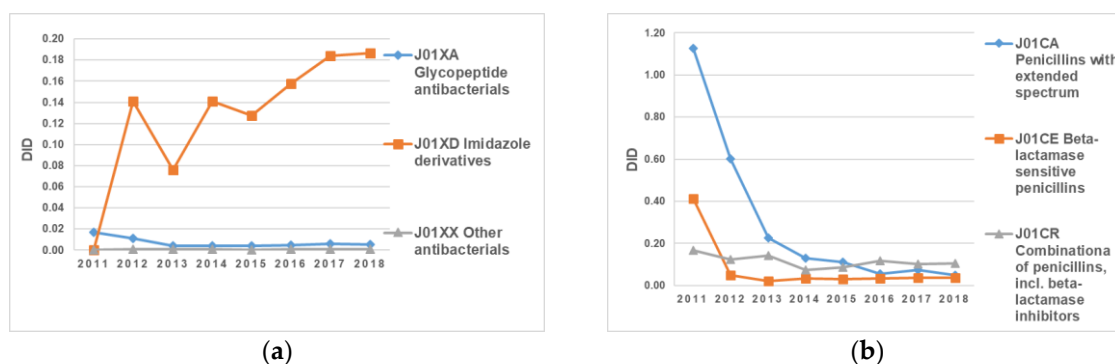 0.20
0.18
0.16
0.14
0.12
0.10
0.08
0.06
0.04
0.02
0.00
DID
2011 2012 2013 2014 2015 2016 2017 2018
J01XA
Glycopeptide
antibacterials
J01XD Imidazole
derivatives
J01XX Other
antibacterials
(a)
1.20
1.00
0.80
0.60
0.40
0.20
0.00
DID
2011 2012 2013 2014 2015 2016 2017 2018
J01CA
Penicillins with
extended
spectrum
J01CE Beta-
lactamase
sensitive
penicillins
J01CR
Combinationa
of penicillins,
incl. beta-
lactamase
inhibitors
(b)